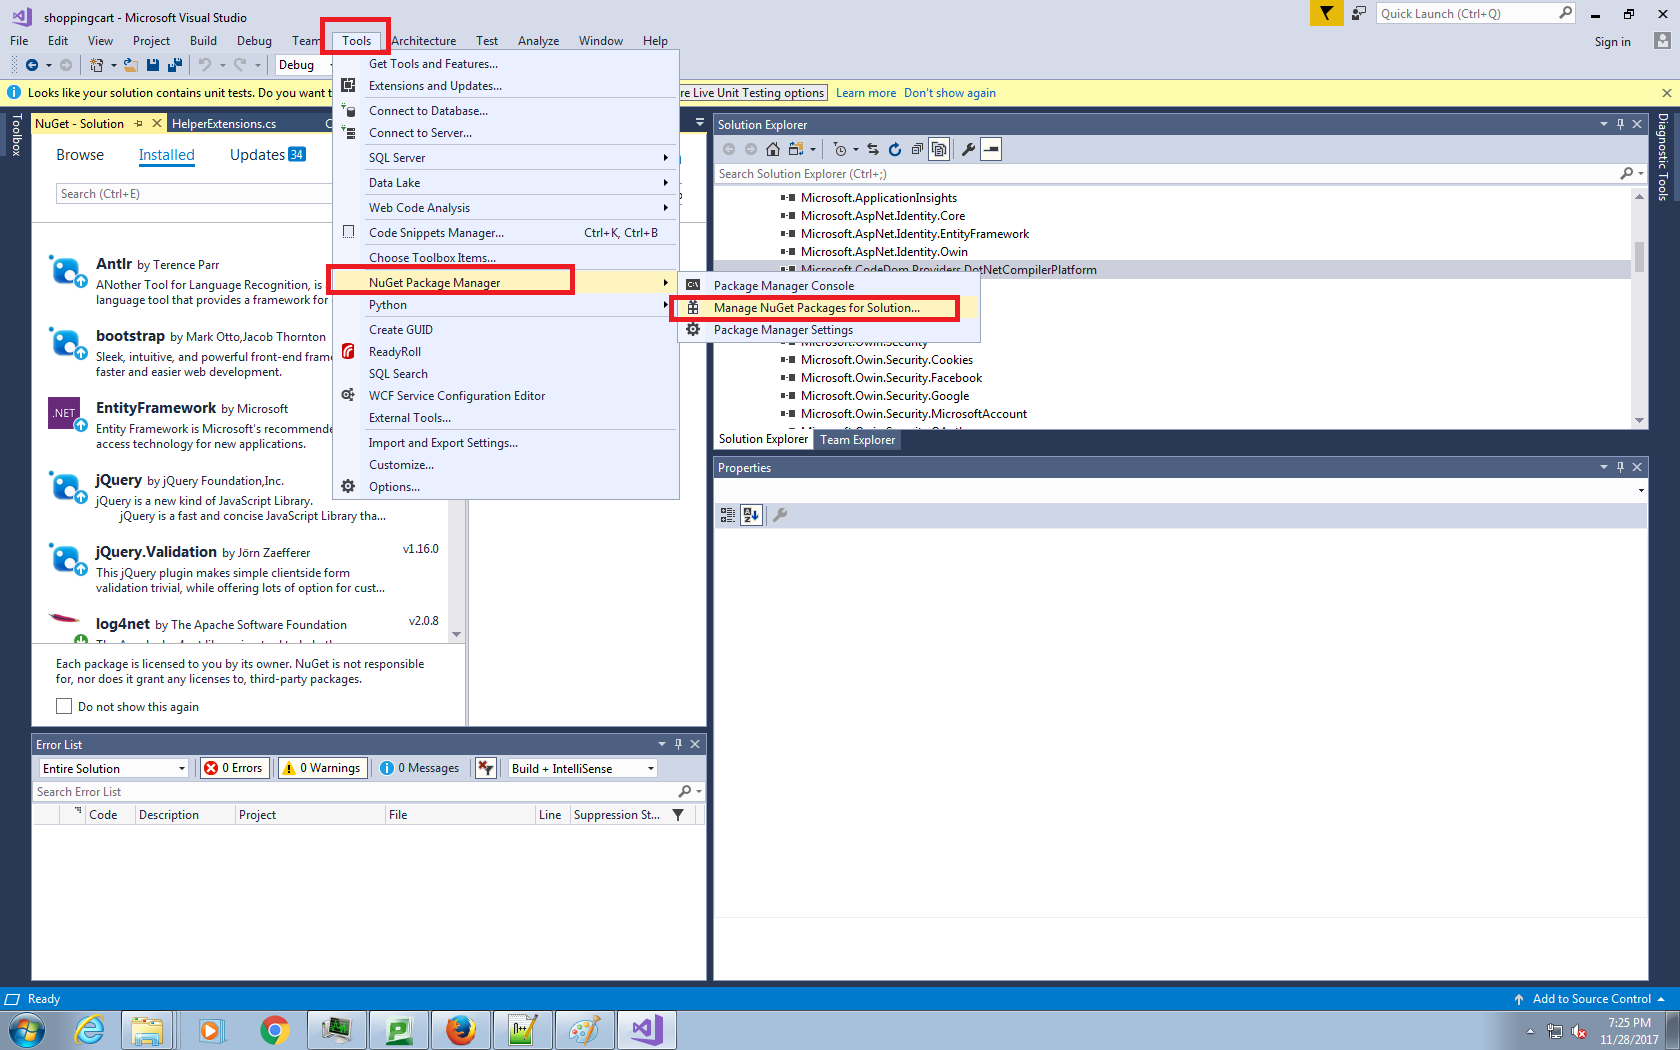 shoppingcart - Microsoft Visual Studio
Quick Launch (Ctrl+Q)
File Edit View Project Build Debug Team Tools Architecture Test Analyze Window Help
Sign in
Debug
Looks like your solution contains unit tests. Do you want t
re Live Unit Testing options Learn more Don't show again
Toolbox
NuGet - Solution HelperExtensions.cs C
Browse Installed Updates 34
Search (Ctrl+E)
Antlr by Terence Parr
ANother Tool for Language Recognition, is
language tool that provides a framework for
bootstrap by Mark Otto,Jacob Thornton
Sleek, intuitive, and powerful front-end fram
faster and easier web development.
.NET
EntityFramework by Microsoft
Entity Framework is Microsoft's recommende
access technology for new applications.
jQuery by jQuery Foundation,Inc.
jQuery is a new kind of JavaScript Library.
jQuery is a fast and concise JavaScript Library tha...
jQuery.Validation by Jörn Zaefferer v1.16.0
This jQuery plugin makes simple clientside form
validation trivial, while offering lots of option for cust...
log4net by The Apache Software Foundation v2.0.8
Each package is licensed to you by its owner. NuGet is not responsible
for, nor does it grant any licenses to, third-party packages.
Do not show this again
Get Tools and Features...
Extensions and Updates...
Connect to Database...
Connect to Server...
SQL Server
Data Lake
Web Code Analysis
Code Snippets Manager... Ctrl+K, Ctrl+B
Choose Toolbox Items...
NuGet Package Manager
Python
Create GUID
ReadyRoll
SQL Search
WCF Service Configuration Editor
External Tools...
Import and Export Settings...
Customize...
Options...
Package Manager Console
Manage NuGet Packages for Solution...
Package Manager Settings
Solution Explorer
Search Solution Explorer (Ctrl+;)
Microsoft.ApplicationInsights
Microsoft.AspNet.Identity.Core
Microsoft.AspNet.Identity.EntityFramework
Microsoft.AspNet.Identity.Owin
Microsoft.CodeDom.Providers.DotNetCompilerPlatform
Microsoft.Owin.Security
Microsoft.Owin.Security.Cookies
Microsoft.Owin.Security.Facebook
Microsoft.Owin.Security.Google
Microsoft.Owin.Security.MicrosoftAccount
Solution Explorer Team Explorer
Diagnostic Tools
Properties
Error List
Entire Solution 0 Errors 0 Warnings 0 Messages Build + IntelliSense
Search Error List
Code Description Project File Line Suppression St...
Ready
Add to Source Control
7:25 PM
11/28/2017